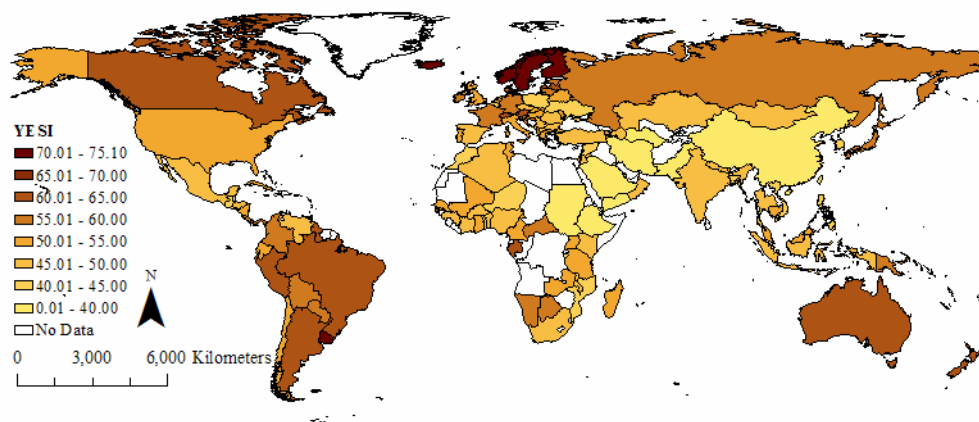 YESI
70.01 - 75.10
65.01 - 70.00
60.01 - 65.00
55.01 - 60.00
50.01 - 55.00
45.01 - 50.00
40.01 - 45.00
0.01 - 40.00
No Data
N
0 3,000 6,000 Kilometers